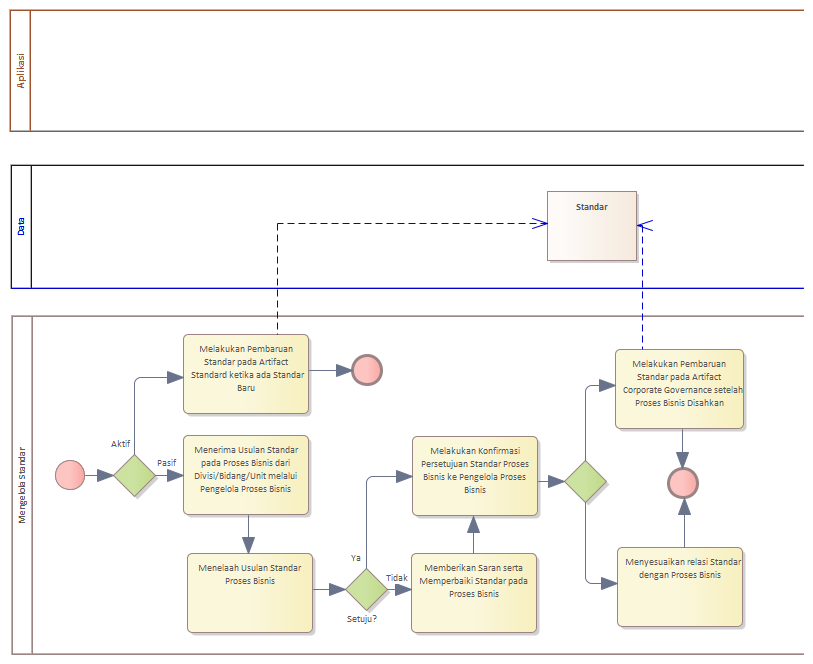 Aplikasi
Data
Standar
Mengelola Standar
Melakukan Pembaruan
Standar pada Artifact
Standard ketika ada Standar
Baru
Aktif
Pasif
Menerima Usulan Standar
pada Proses Bisnis dari
Divisi/Bidang/Unit melalui
Pengelola Proses Bisnis
Menelaah Usulan Standar
Proses Bisnis
Ya
Tidak
Setuju?
Melakukan Konfirmasi
Persetujuan Standar Proses
Bisnis ke Pengelola Proses
Bisnis
Memberikan Saran serta
Memperbaiki Standar pada
Proses Bisnis
Melakukan Pembaruan
Standar pada Artifact
Corporate Governance setelah
Proses Bisnis Disahkan
Menyesuaikan relasi Standar
dengan Proses Bisnis